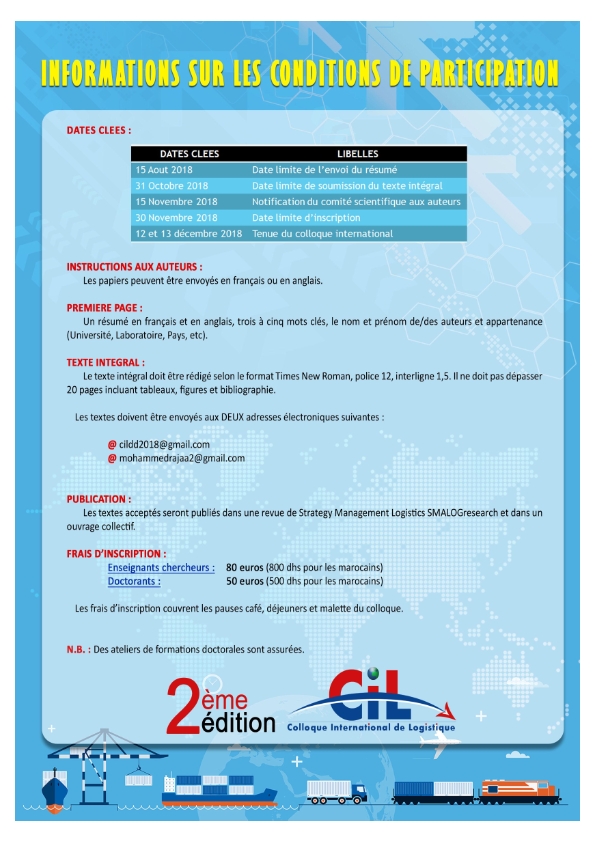 INFORMATIONS SUR LES CONDITIONS DE PARTICIPATION
DATES CLEES :
DATES CLEES LIBELLES
15 Aout 2018 Date limite de l'envoi du résumé
31 Octobre 2018 Date limite de soumission du texte intégral
15 Novembre 2018 Notification du comité scientifique aux auteurs
30 Novembre 2018 Date limite d'inscription
12 et 13 décembre 2018 Tenue du colloque international
INSTRUCTIONS AUX AUTEURS :
Les papiers peuvent être envoyés en français ou en anglais.
PREMIERE PAGE :
Un résumé en français et en anglais, trois à cinq mots clés, le nom et prénom de/des auteurs et appartenance
(Université, Laboratoire, Pays, etc).
TEXTE INTEGRAL :
Le texte intégral doit être rédigé selon le format Times New Roman, police 12, interligne 1,5. Il ne doit pas dépasser
20 pages incluant tableaux, figures et bibliographie.
Les textes doivent être envoyés aux DEUX adresses électroniques suivantes :
@ cildd2018@gmail.com
@ mohammedrajaa2@gmail.com
PUBLICATION :
Les textes acceptés seront publiés dans une revue de Strategy Management Logistics SMALOGresearch et dans un
ouvrage collectif.
FRAIS D'INSCRIPTION :
Enseignants chercheurs : 80 euros (800 dhs pour les marocains)
Doctorants : 50 euros (500 dhs pour les marocains)
Les frais d'inscription couvrent les pauses café, déjeuners et malette du colloque.
N.B. : Des ateliers de formations doctorales sont assurées.
2ème
édition
CiL
Colloque International de Logistique